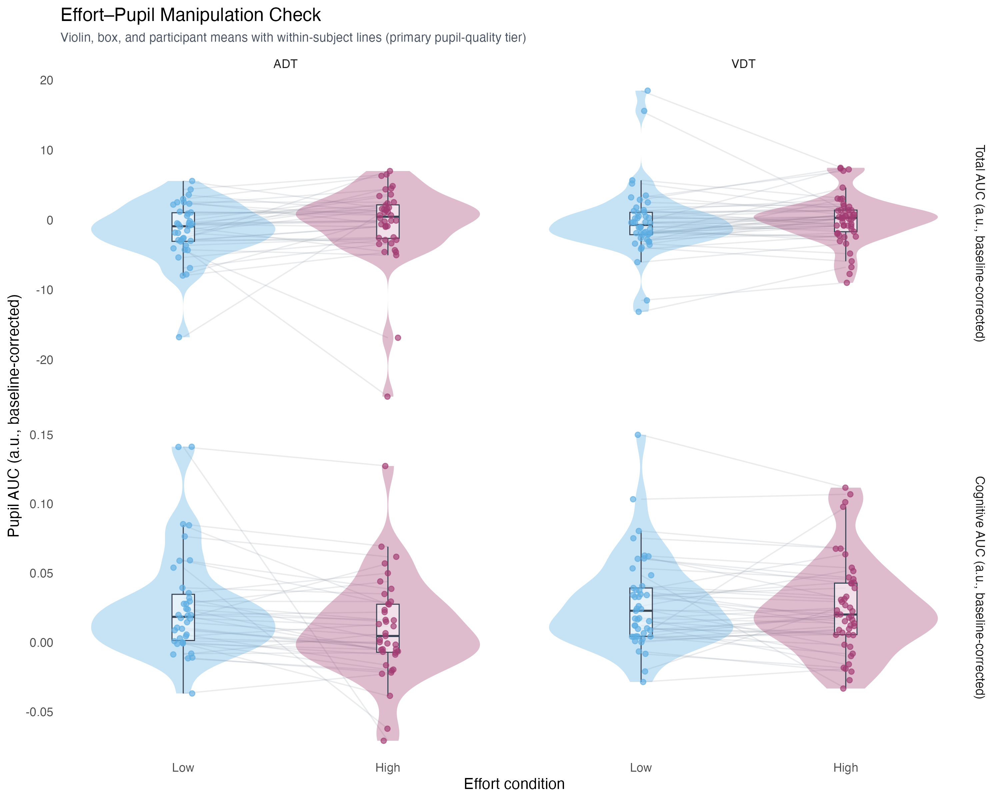 Effort–Pupil Manipulation Check
Violin, box, and participant means with within-subject lines (primary pupil-quality tier)
ADT
VDT
20
10
0
-10
-20
Total AUC (a.u., baseline-corrected)
Pupil AUC (a.u., baseline-corrected)
0.15
0.10
0.05
0.00
-0.05
Cognitive AUC (a.u., baseline-corrected)
Low
High
Low
High
Effort condition